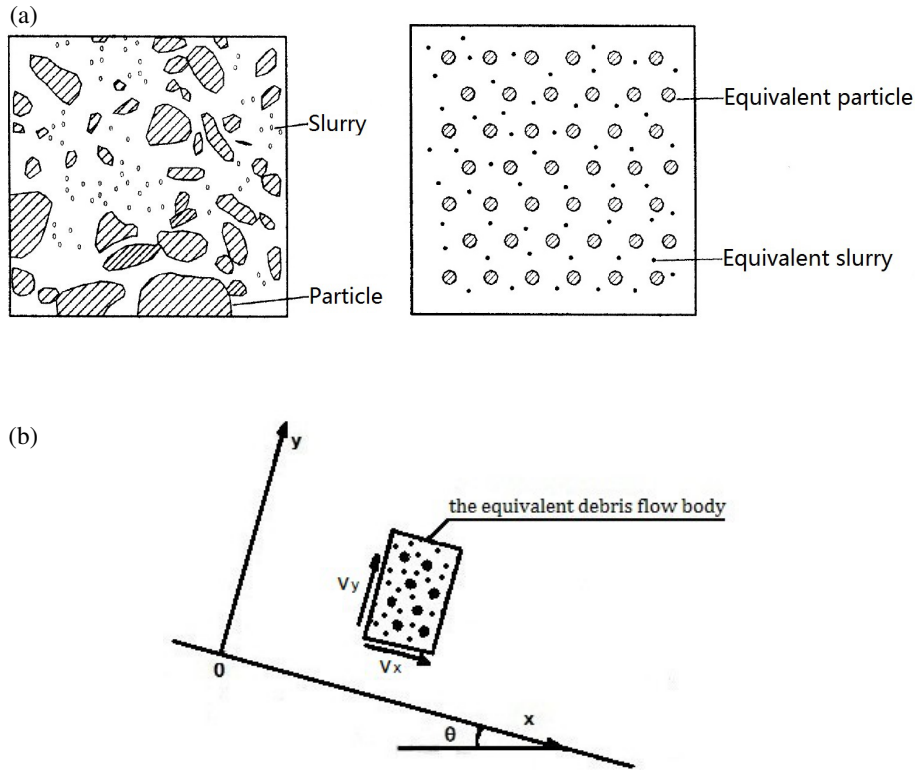 (a)
Slurry
Particle
Equivalent particle
Equivalent slurry
(b)
y
the equivalent debris flow body
Vy
Vx
0
x
θ